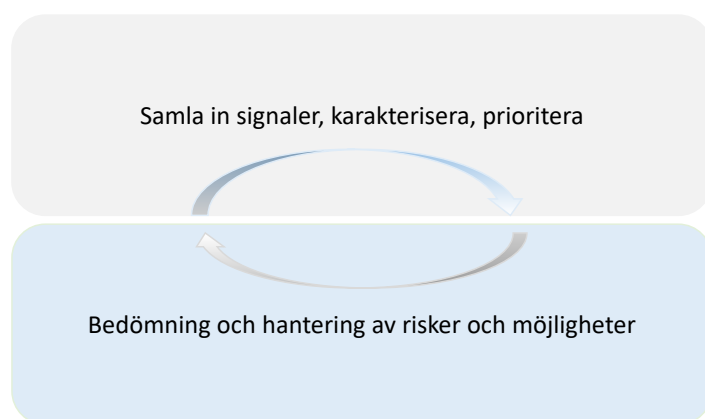 Samla in signaler, karakterisera, prioritera
Bedömning och hantering av risker och möjligheter